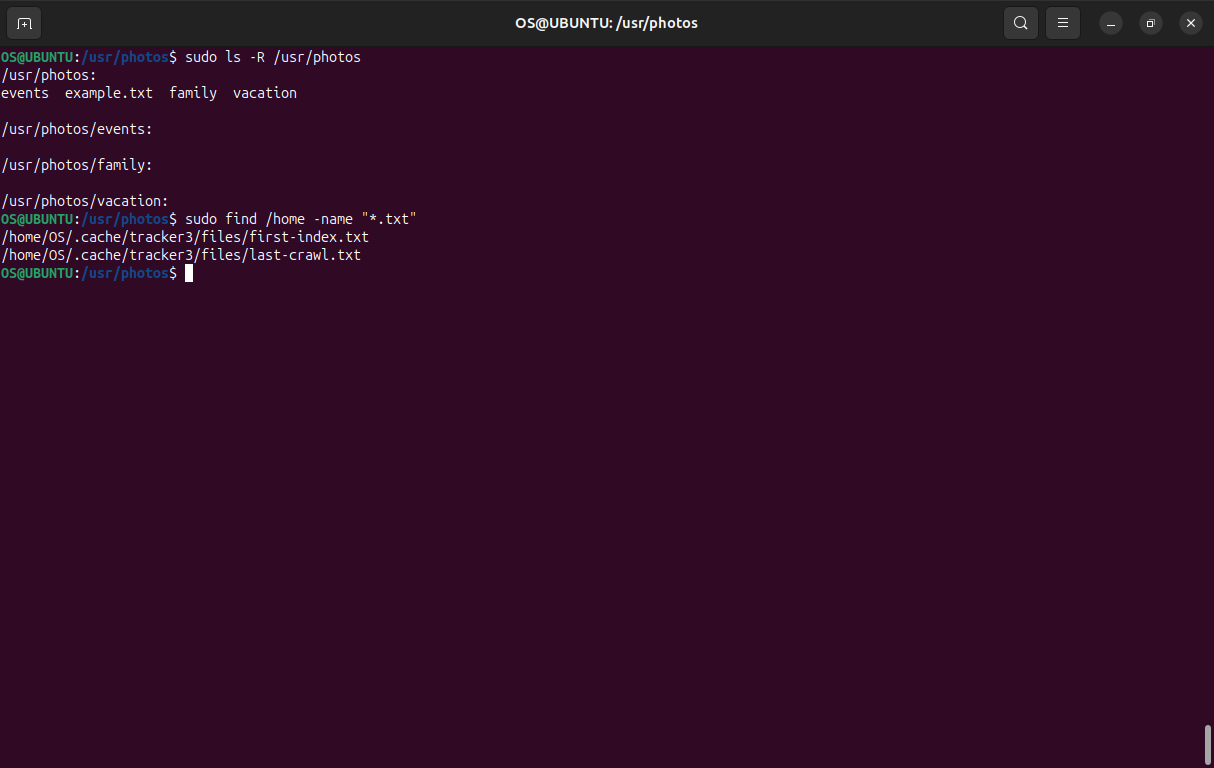 OS@UBUNTU: /usr/photos
OS@UBUNTU:/usr/photos$ sudo ls -R /usr/photos
/usr/photos:
events  example.txt  family  vacation
/usr/photos/events:
/usr/photos/family:
/usr/photos/vacation:
OS@UBUNTU:/usr/photos$ sudo find /home -name "*.txt"
/home/OS/.cache/tracker3/files/first-index.txt
/home/OS/.cache/tracker3/files/last-crawl.txt
OS@UBUNTU:/usr/photos$